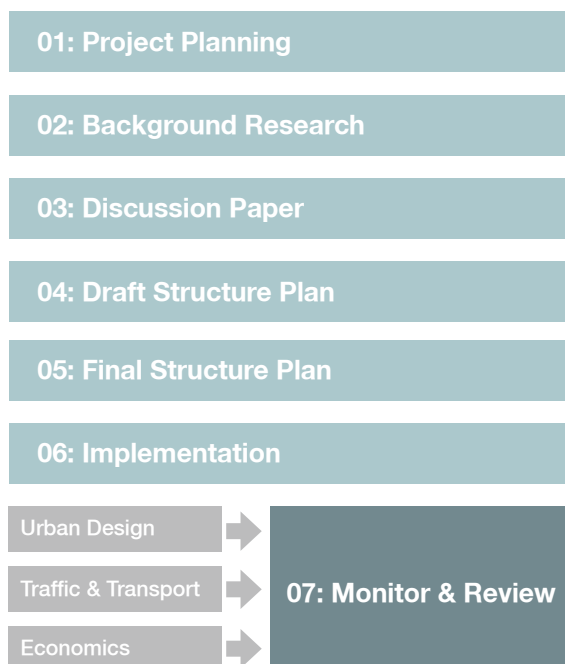 01: Project Planning
02: Background Research
03: Discussion Paper
04: Draft Structure Plan
05: Final Structure Plan
06: Implementation
Urban Design
Traffic & Transport
Economics
07: Monitor & Review